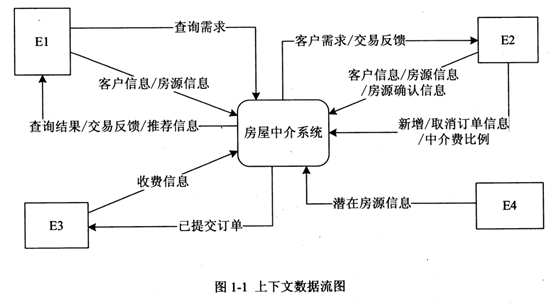 E1
查询需求
客户需求/交易反馈
E2
客户信息/房源信息
客户信息/房源信息
/房源确认信息
查询结果/交易反馈/推荐信息
房屋中介系统
新增/取消订单信息
/中介费比例
收费信息
E3
已提交订单
潜在房源信息
E4
图 1-1 上下文数据流图